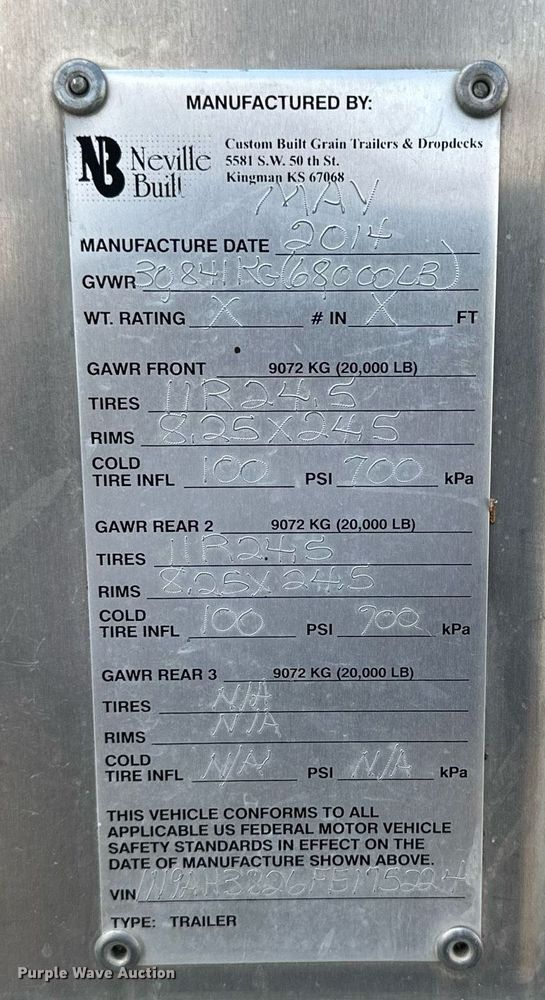 MANUFACTURED BY:
NB Neville Built
Custom Built Grain Trailers & Dropdecks
5581 S.W. 50 th St.
Kingman KS 67068
MAY
MANUFACTURE DATE 2014
GVWR 30,841KG (68000LB)
WT. RATING X # IN X FT
GAWR FRONT 9072 KG (20,000 LB)
TIRES 11R24.5
RIMS 8.25X24.5
COLD
TIRE INFL 100 PSI 700 kPa
GAWR REAR 2 9072 KG (20,000 LB)
TIRES 11R24.5
RIMS 8.25X24.5
COLD
TIRE INFL 100 PSI 700 kPa
GAWR REAR 3 9072 KG (20,000 LB)
TIRES N/A
RIMS N/A
COLD
TIRE INFL N/A PSI N/A kPa
THIS VEHICLE CONFORMS TO ALL
APPLICABLE US FEDERAL MOTOR VEHICLE
SAFETY STANDARDS IN EFFECT ON THE
DATE OF MANUFACTURE SHOWN ABOVE.
VIN
TYPE: TRAILER
Purple Wave Auction